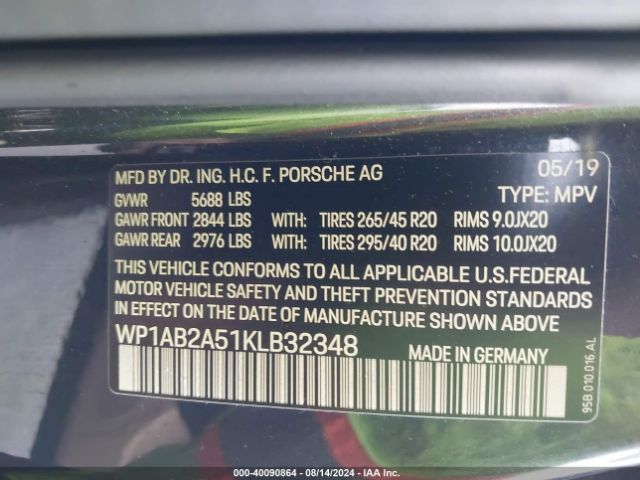 MFD BY DR. ING. H.C. F. PORSCHE AG 05/19
GVWR 5688 LBS TYPE: MPV
GAWR FRONT 2844 LBS WITH: TIRES 265/45 R20 RIMS 9.0JX20
GAWR REAR 2976 LBS WITH: TIRES 295/40 R20 RIMS 10.0JX20
THIS VEHICLE CONFORMS TO ALL APPLICABLE U.S.FEDERAL
MOTOR VEHICLE SAFETY AND THEFT PREVENTION STANDARDS
IN EFFECT ON DATE OF MANUFACTURE SHOWN ABOVE
WP1AB2A51KLB32348 MADE IN GERMANY
95B.010.016.AL
000-40090864 - 08/14/2024 - IAA Inc.